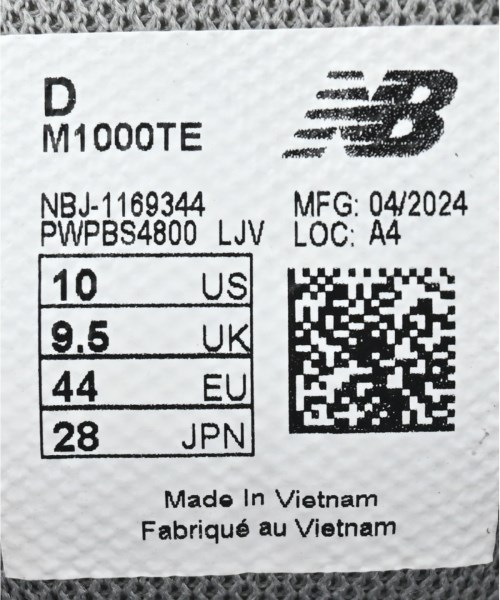 D
M1000TE
NB
NBJ-1169344
PWPBS4800 LJV
MFG: 04/2024
LOC: A4
10 US
9.5 UK
44 EU
28 JPN
Made In Vietnam
Fabriqué au Vietnam